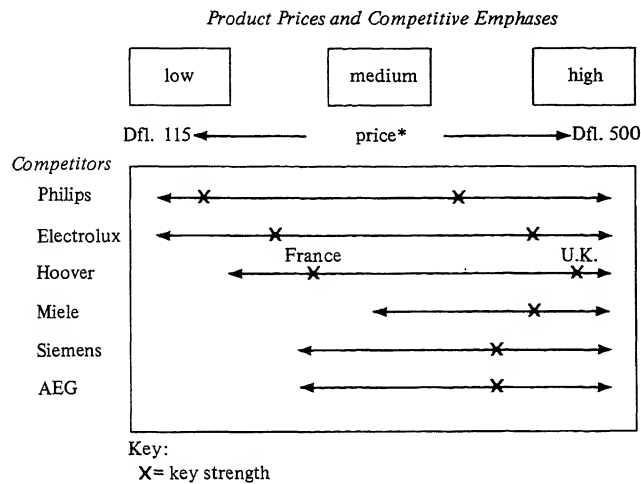 Product Prices and Competitive Emphases
low medium high
Dfl. 115 price* Dfl. 500
Competitors
Philips
Electrolux
France U.K.
Hoover
Miele
Siemens
AEG
Key:
X= key strength